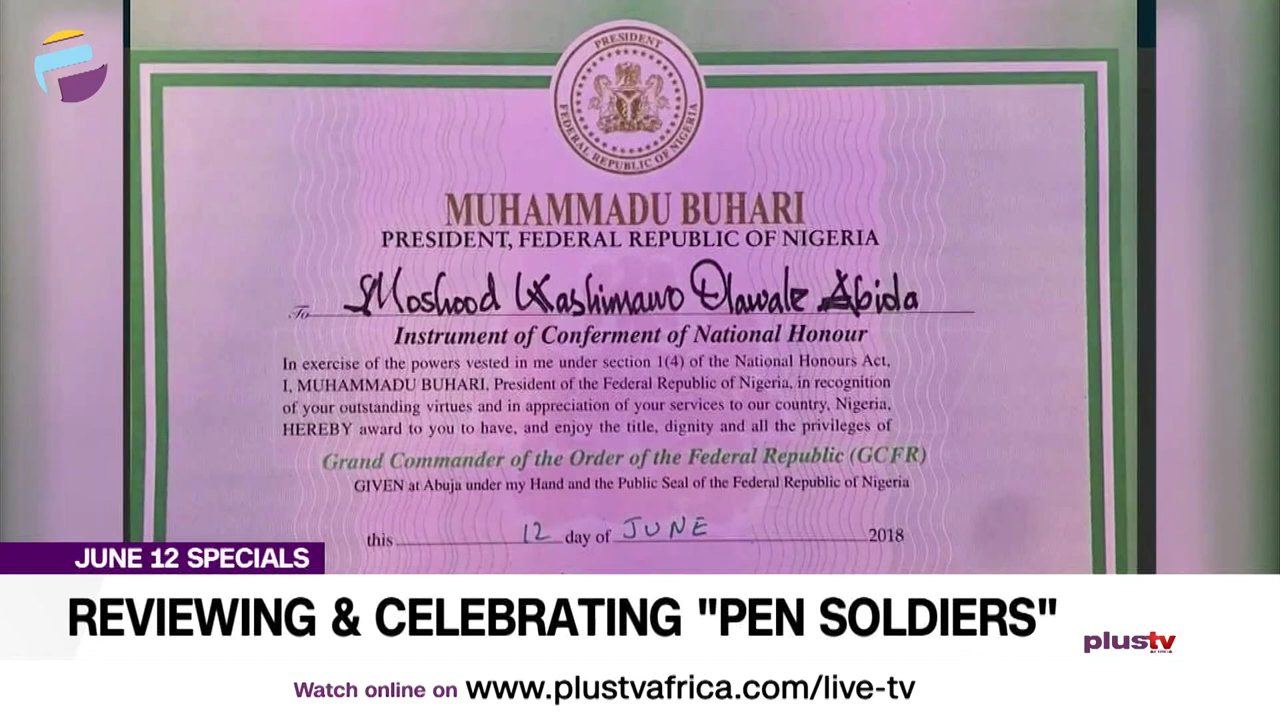 PRESIDENT
FEDERAL REPUBLIC OF NIGERIA
MUHAMMADU BUHARI
PRESIDENT, FEDERAL REPUBLIC OF NIGERIA
To Moshood Kashimawo Olawale Abiola
Instrument of Conferment of National Honour
In exercise of the powers vested in me under section 1(4) of the National Honours Act,
I, MUHAMMADU BUHARI, President of the Federal Republic of Nigeria, in recognition
of your outstanding virtues and in appreciation of your services to our country, Nigeria,
HEREBY award to you to have, and enjoy the title, dignity and all the privileges of
Grand Commander of the Order of the Federal Republic (GCFR)
GIVEN at Abuja under my Hand and the Public Seal of the Federal Republic of Nigeria
this 12 day of JUNE 2018
JUNE 12 SPECIALS
REVIEWING & CELEBRATING "PEN SOLDIERS"
plustv
Watch online on www.plustvafrica.com/live-tv